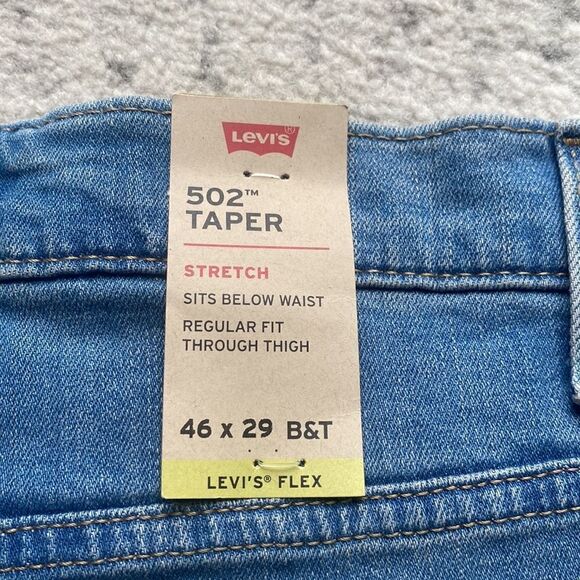 Levi's®
502™
TAPER
STRETCH
SITS BELOW WAIST
REGULAR FIT
THROUGH THIGH
46 x 29 B&T
LEVI'S® FLEX